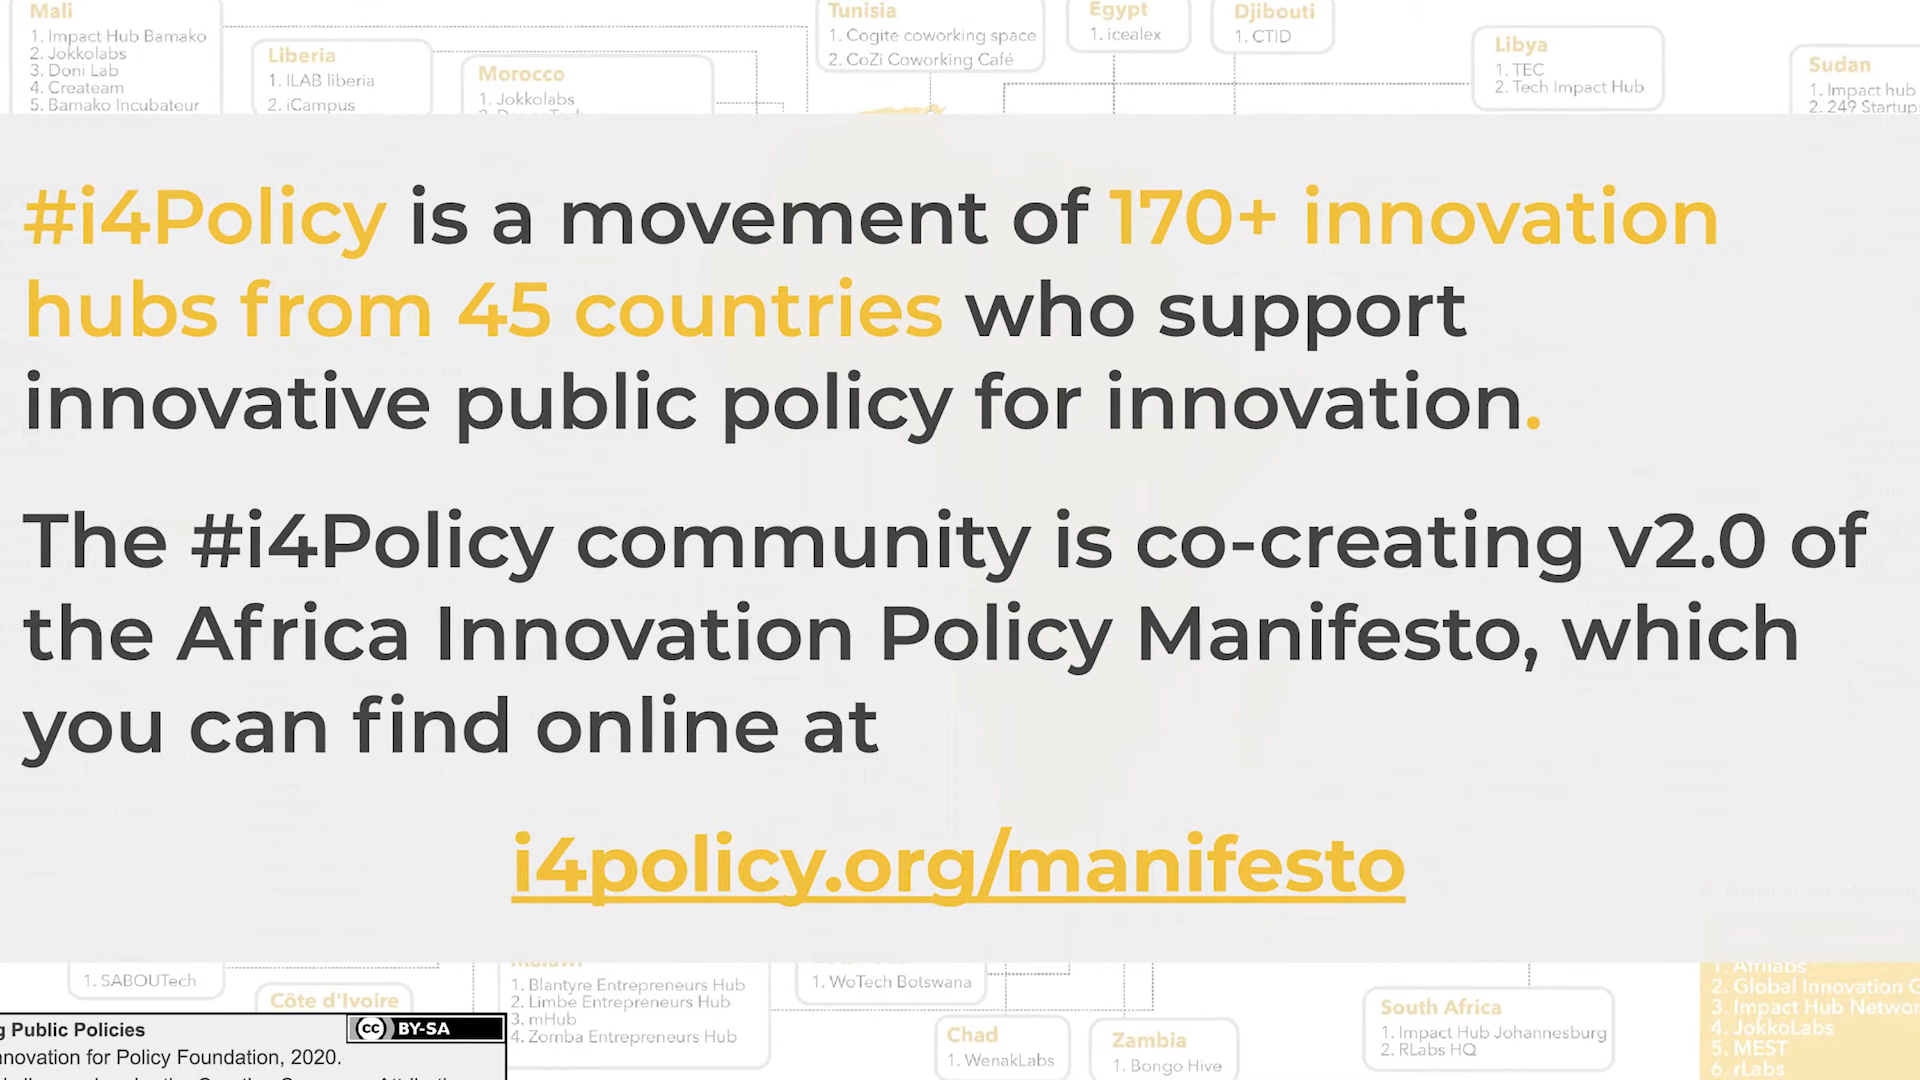 Mali
1. Impact Hub Bamako
2. Jokkolabs
3. Doni Lab
4. Createam
5. Bamako Incubateur
Liberia
1. ILAB liberia
2. iCampus
Morocco
1. Jokkolabs
Tunisia
1. Cogite coworking space
2. CoZi Coworking Café
Egypt
1. icealex
Djibouti
1. CTID
Libya
1. TEC
2. Tech Impact Hub
Sudan
1. Impact hub
2. 249 Startup
#i4Policy is a movement of 170+ innovation
hubs from 45 countries who support
innovative public policy for innovation.
The #i4Policy community is co-creating v2.0 of
the Africa Innovation Policy Manifesto, which
you can find online at
i4policy.org/manifesto
1. SABOUTech
Côte d'Ivoire
Malawi
1. Blantyre Entrepreneurs Hub
2. Limbe Entrepreneurs Hub
3. mHub
4. Zomba Entrepreneurs Hub
1. WoTech Botswana
Chad
1. WenakLabs
Zambia
1. Bongo Hive
South Africa
1. Impact Hub Johannesburg
2. RLabs HQ
1. Afrilabs
2. Global Innovation G
3. Impact Hub Networ
4. JokkoLabs
5. MEST
6. rLabs
g Public Policies
cc BY-SA
nnovation for Policy Foundation, 2020.